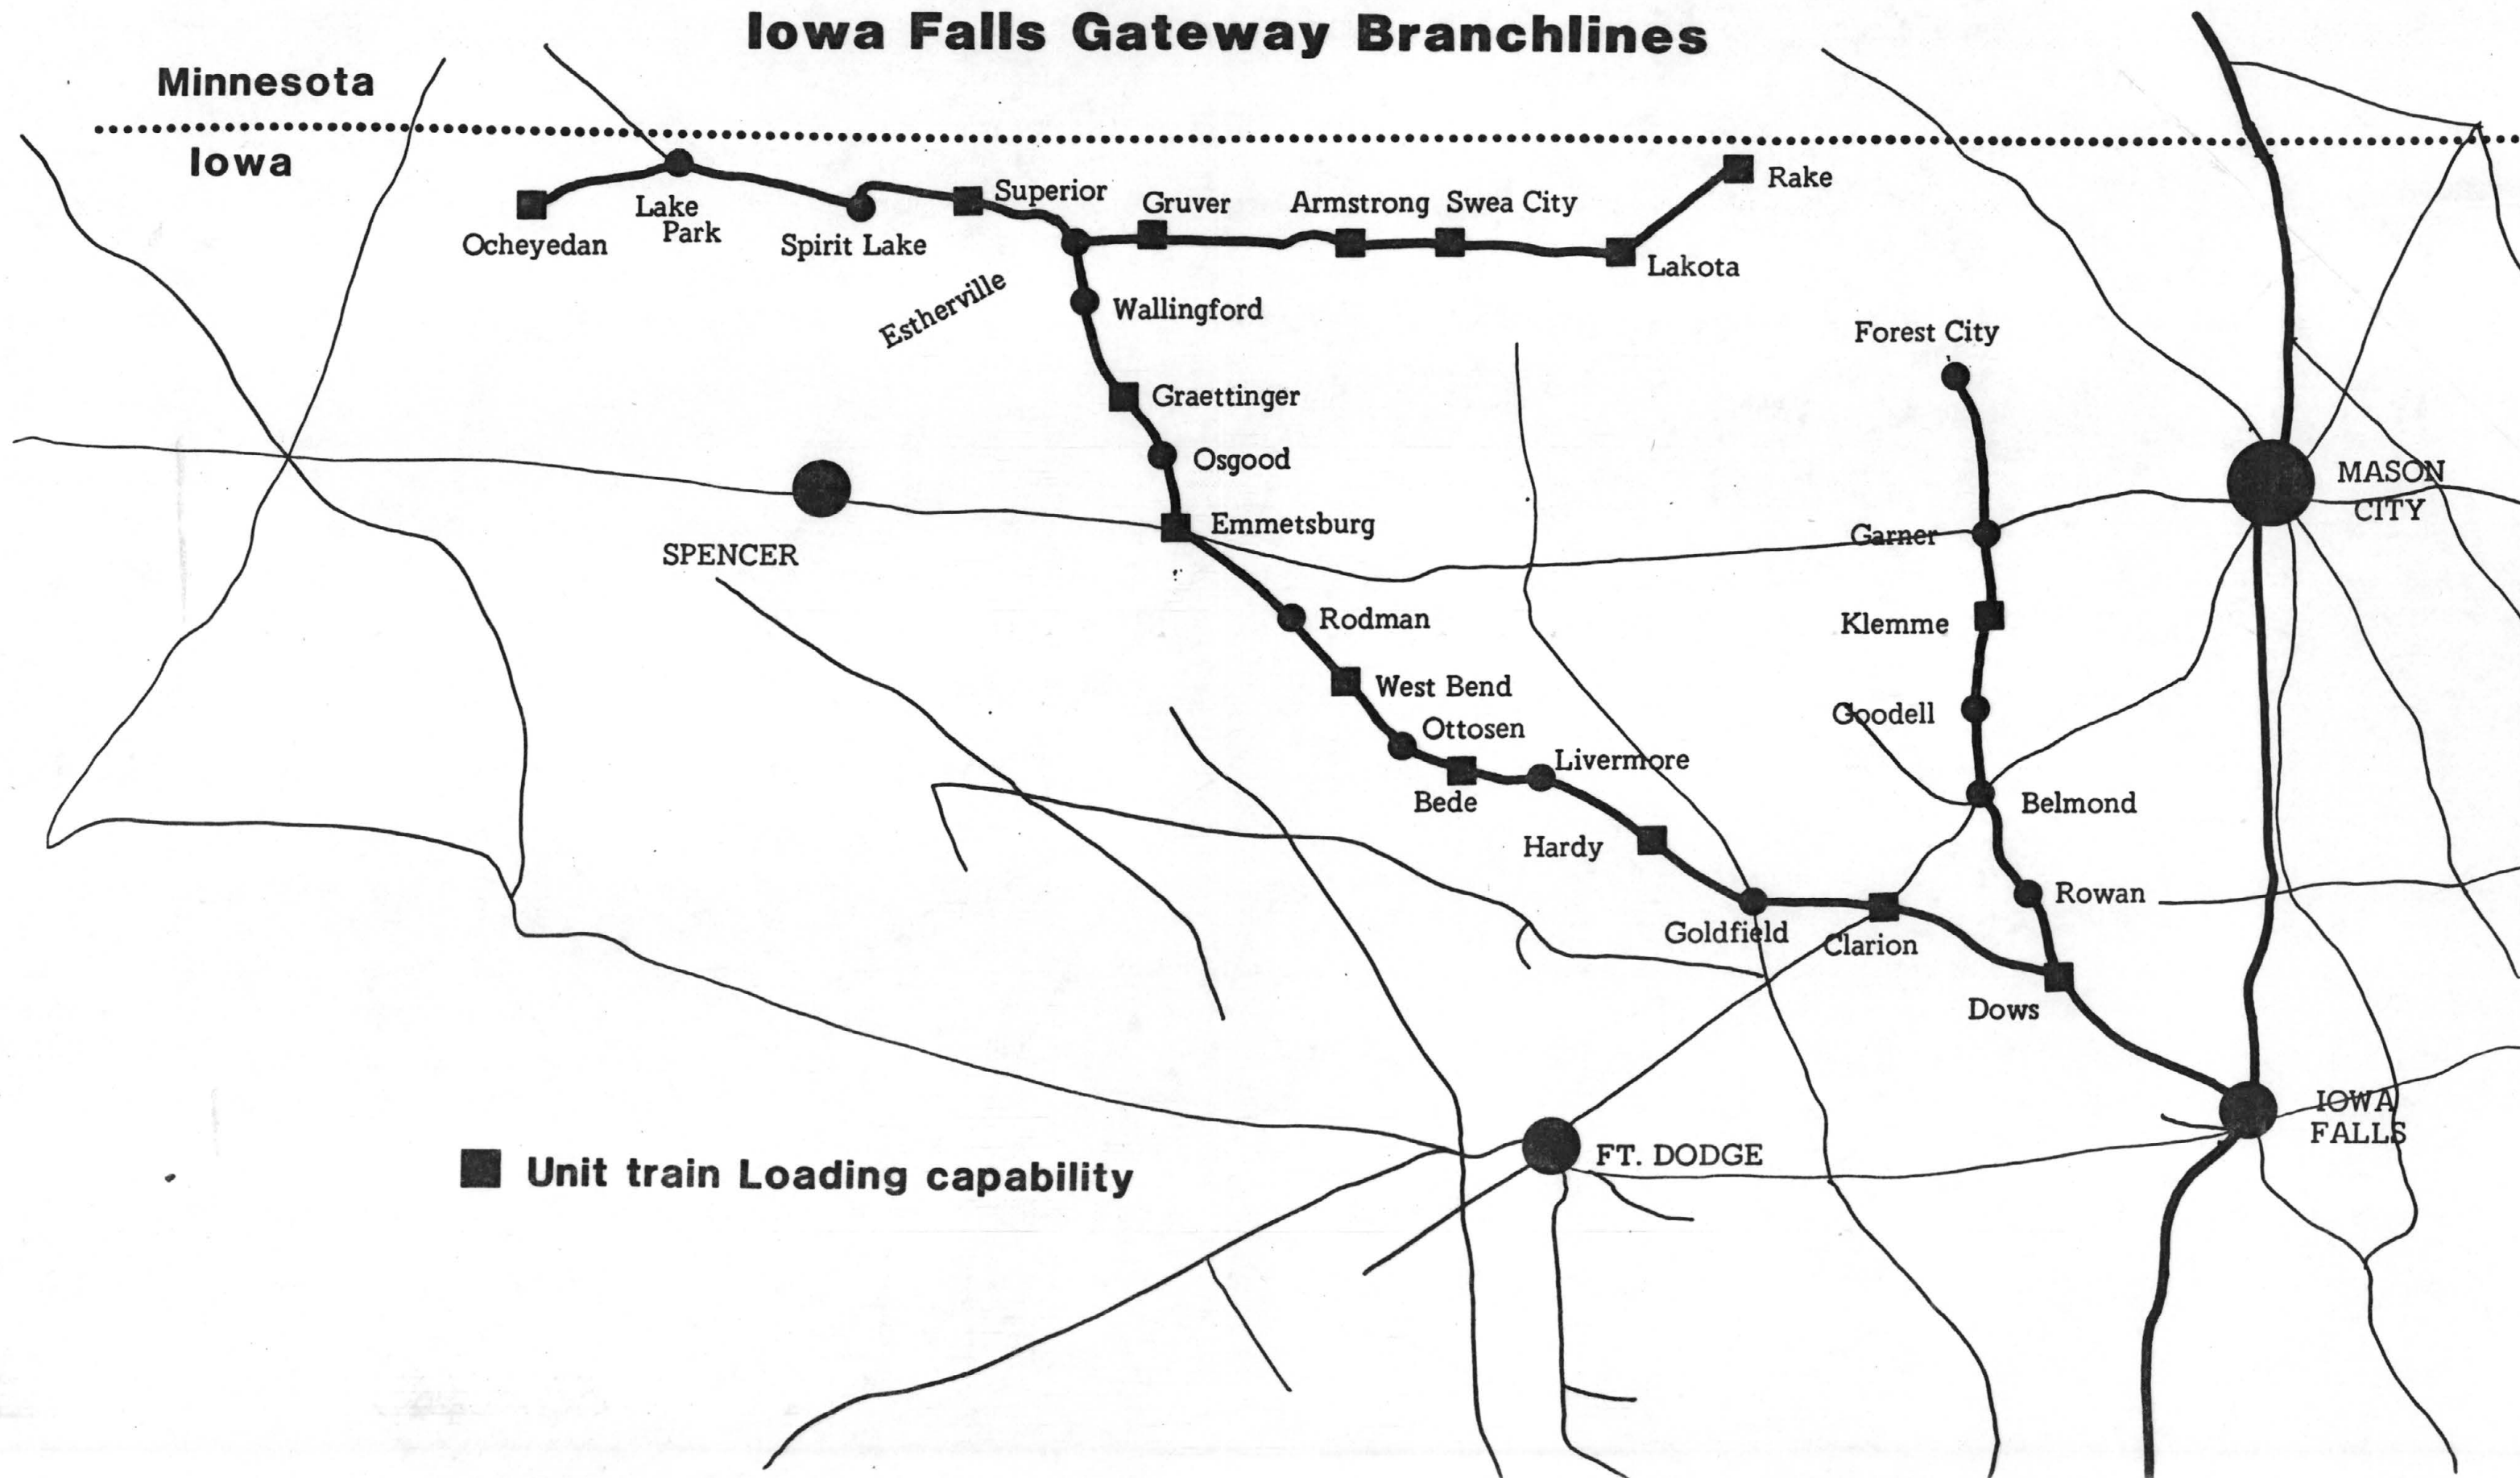 Iowa Falls Gateway Branchlines
Minnesota
Iowa
Ocheyedan
Lake
Park
Spirit Lake
Superior
Gruver
Armstrong
Swea City
Rake
Lakota
Estherville
Wallingford
Forest City
Graettinger
Osgood
MASON
CITY
Emmetsburg
Garner
SPENCER
Rodman
Klemme
West Bend
Goodell
Ottosen
Livermore
Bede
Belmond
Hardy
Rowan
Goldfield
Clarion
Dows
IOWA
FALLS
FT. DODGE
Unit train Loading capability